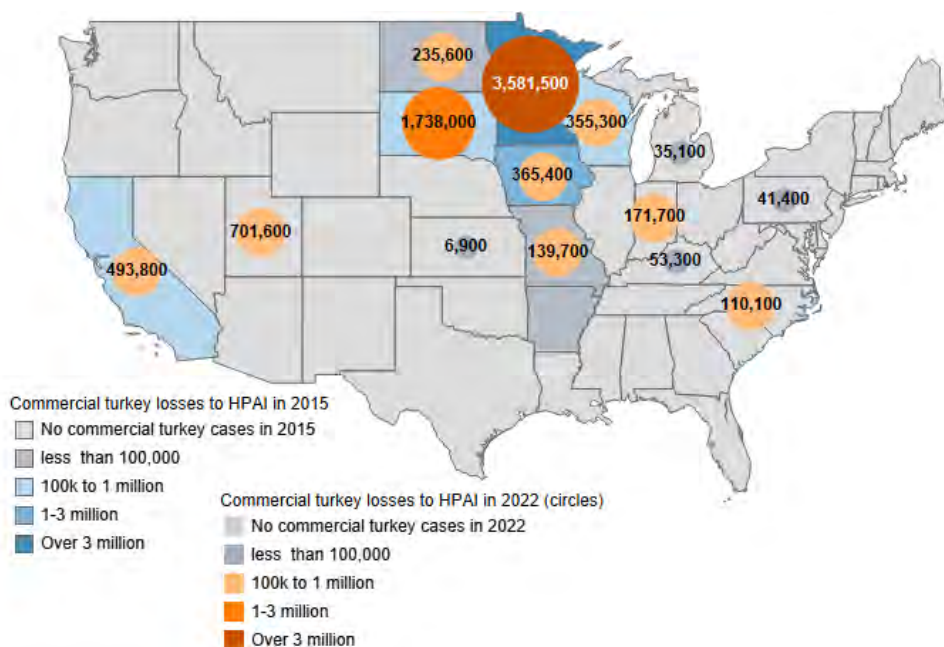 235,600
3,581,500
1,738,000
355,300
35,100
365,400
41,400
171,700
701,600
6,900
139,700
53,300
493,800
110,100
Commercial turkey losses to HPAI in 2015
No commercial turkey cases in 2015
less than 100,000
100k to 1 million
1-3 million
Over 3 million
Commercial turkey losses to HPAI in 2022 (circles)
No commercial turkey cases in 2022
less than 100,000
100k to 1 million
1-3 million
Over 3 million